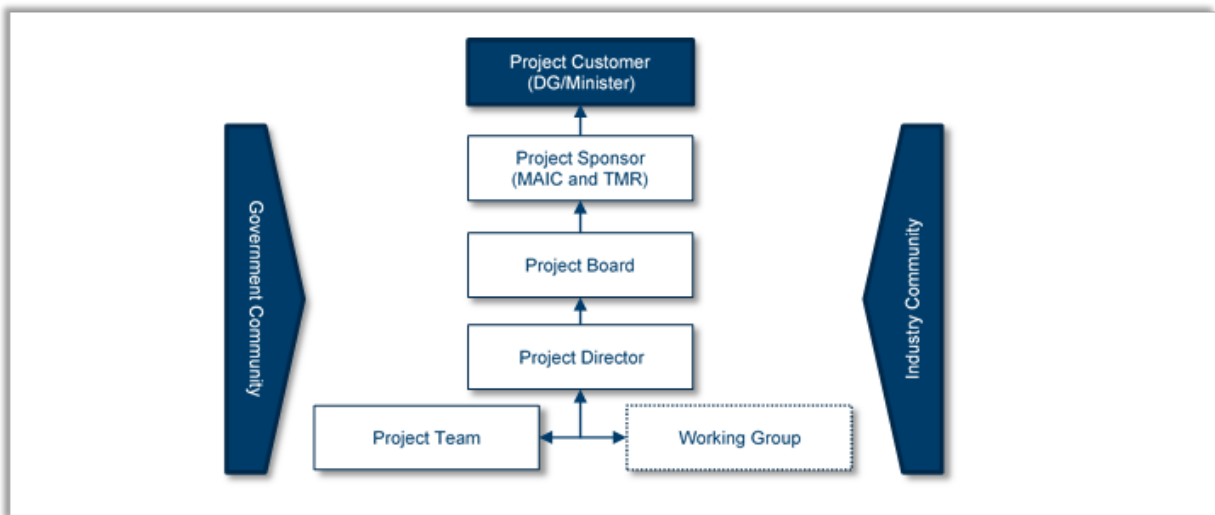 Project Customer
(DG/Minister)
Project Sponsor
(MAIC and TMR)
Government Community
Industry Community
Project Board
Project Director
Project Team
Working Group